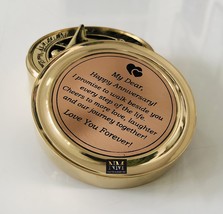 My Dear,
Happy Anniversary!
I promise to walk beside you
every step of the life
Cheers to more love, laughter
and our journey together!
Love You Forever!
NM